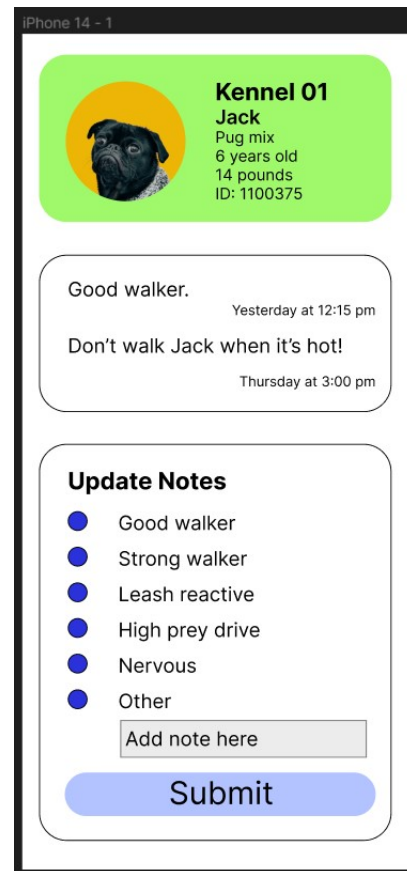 iPhone 14 - 1
Kennel 01
Jack
Pug mix
6 years old
14 pounds
ID: 1100375
Good walker.
Yesterday at 12:15 pm
Don’t walk Jack when it’s hot!
Thursday at 3:00 pm
Update Notes
Good walker
Strong walker
Leash reactive
High prey drive
Nervous
Other
Add note here
Submit